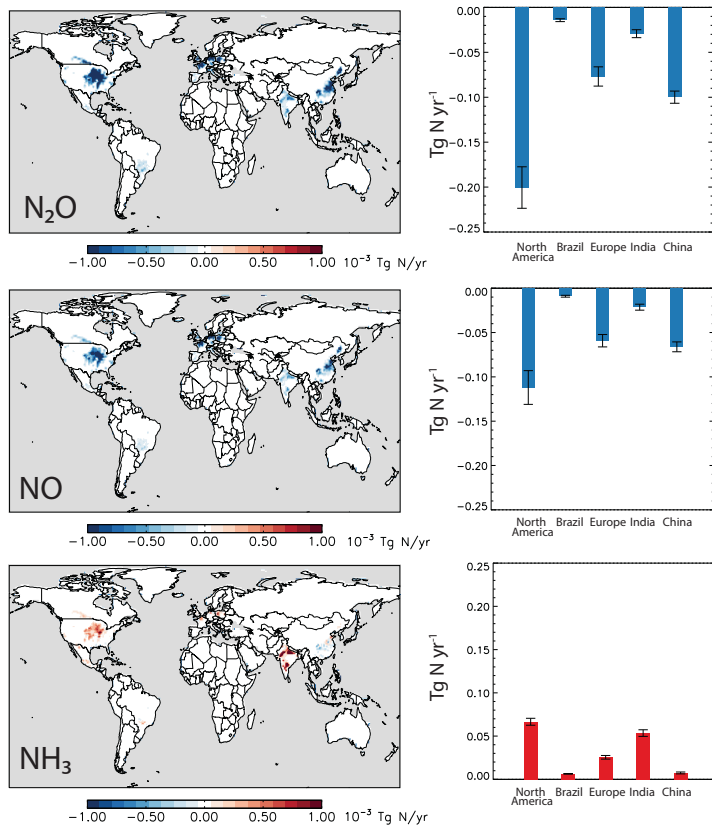 N₂O
-1.00 -0.50 0.00 0.50 1.00 10⁻³ Tg N/yr
Tg N yr⁻¹
0.00
-0.05
-0.10
-0.15
-0.20
-0.25
North America Brazil Europe India China
NO
-1.00 -0.50 0.00 0.50 1.00 10⁻³ Tg N/yr
Tg N yr⁻¹
0.00
-0.05
-0.10
-0.15
-0.20
-0.25
North America Brazil Europe India China
NH₃
-1.00 -0.50 0.00 0.50 1.00 10⁻³ Tg N/yr
Tg N yr⁻¹
0.25
0.20
0.15
0.10
0.05
0.00
North America Brazil Europe India China